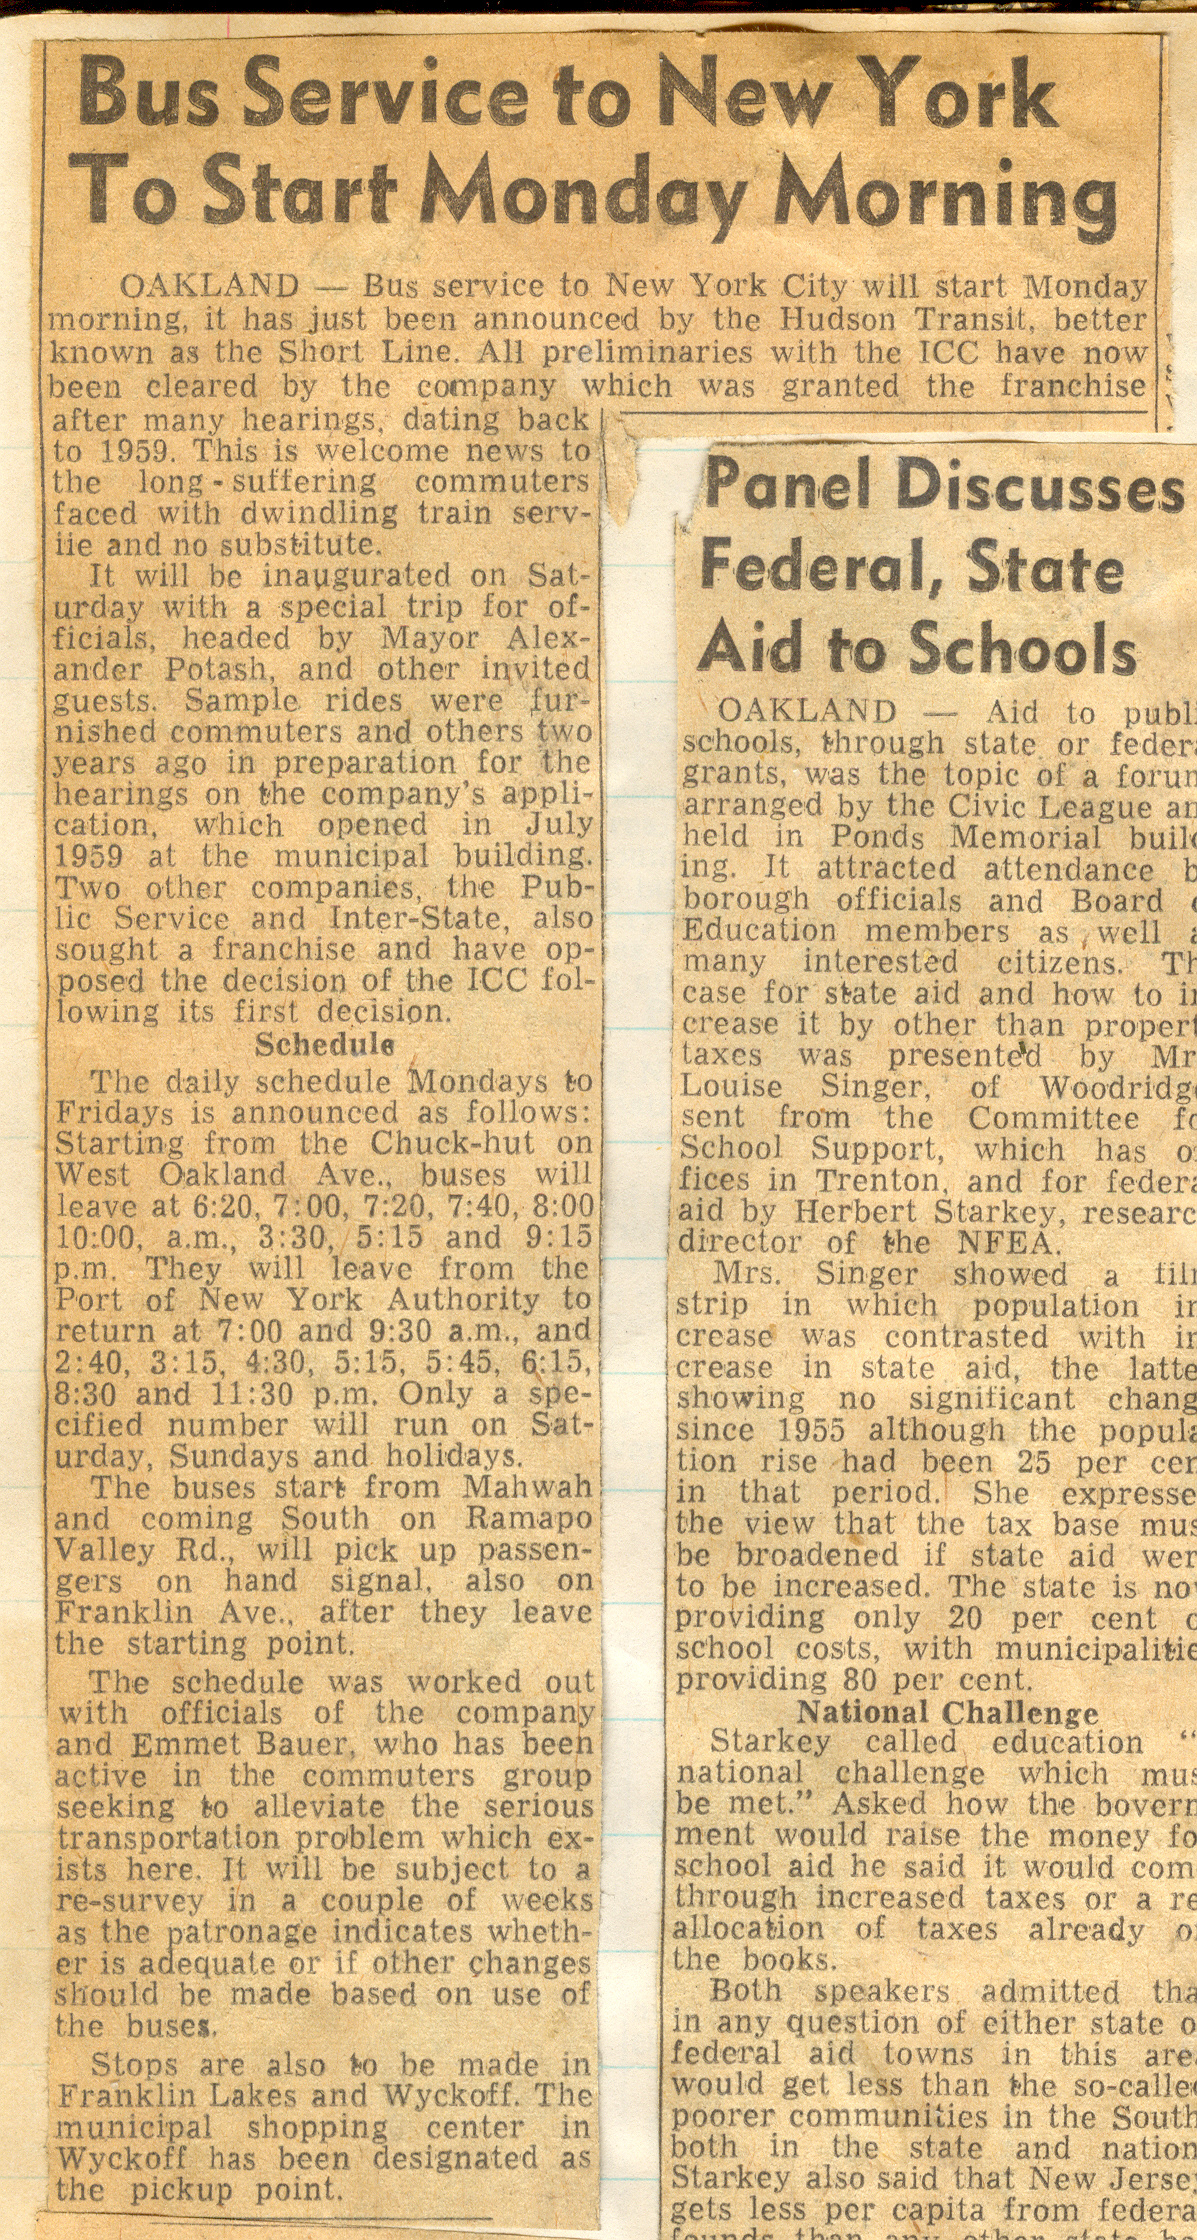 Bus Service to New York
To Start Monday Morning
OAKLAND — Bus service to New York City will start Monday
morning, it has just been announced by the Hudson Transit, better
known as the Short Line. All preliminaries with the ICC have now
been cleared by the company which was granted the franchise
after many hearings, dating back
to 1959. This is welcome news to
the long-suffering commuters
faced with dwindling train serv-
iie and no substitute.
It will be inaugurated on Sat-
urday with a special trip for of-
ficials, headed by Mayor Alex-
ander Potash, and other invited
guests. Sample rides were fur-
nished commuters and others two
years ago in preparation for the
hearings on the company's appli-
cation, which opened in July
1959 at the municipal building.
Two other companies, the Pub-
lic Service and Inter-State, also
sought a franchise and have op-
posed the decision of the ICC fol-
lowing its first decision.
Schedule
The daily schedule Mondays to
Fridays is announced as follows:
Starting from the Chuck-hut on
West Oakland Ave., buses will
leave at 6:20, 7:00, 7:20, 7:40, 8:00
10:00, a.m., 3:30, 5:15 and 9:15
p.m. They will leave from the
Port of New York Authority to
return at 7:00 and 9:30 a.m., and
2:40, 3:15, 4:30, 5:15, 5:45, 6:15,
8:30 and 11:30 p.m. Only a spe-
cified number will run on Sat-
urday, Sundays and holidays.
The buses start from Mahwah
and coming South on Ramapo
Valley Rd., will pick up passen-
gers on hand signal, also on
Franklin Ave., after they leave
the starting point.
The schedule was worked out
with officials of the company
and Emmet Bauer, who has been
active in the commuters group
seeking to alleviate the serious
transportation problem which ex-
ists here. It will be subject to a
re-survey in a couple of weeks
as the patronage indicates wheth-
er is adequate or if other changes
should be made based on use of
the buses.
Stops are also to be made in
Franklin Lakes and Wyckoff. The
municipal shopping center in
Wyckoff has been designated as
the pickup point.
Panel Discusses
Federal, State
Aid to Schools
OAKLAND — Aid to publi
schools, through state or federa
grants, was the topic of a forum
arranged by the Civic League an
held in Ponds Memorial build
ing. It attracted attendance b
borough officials and Board o
Education members as well a
many interested citizens. Th
case for state aid and how to in
crease it by other than propert
taxes was presented by Mr
Louise Singer, of Woodridge
sent from the Committee fo
School Support, which has o
fices in Trenton, and for federa
aid by Herbert Starkey, researc
director of the NFEA.
Mrs. Singer showed a film
strip in which population in
crease was contrasted with in
crease in state aid, the latte
showing no significant chang
since 1955 although the popula
tion rise had been 25 per cen
in that period. She expresse
the view that the tax base mus
be broadened if state aid wer
to be increased. The state is nov
providing only 20 per cent o
school costs, with municipalitie
providing 80 per cent.
National Challenge
Starkey called education "
national challenge which mus
be met." Asked how the bovern
ment would raise the money fo
school aid he said it would com
through increased taxes or a re
allocation of taxes already o
the books.
Both speakers admitted tha
in any question of either state o
federal aid towns in this area
would get less than the so-called
poorer communities in the South
both in the state and nation
Starkey also said that New Jersey
gets less per capita from federa
founds than any other state